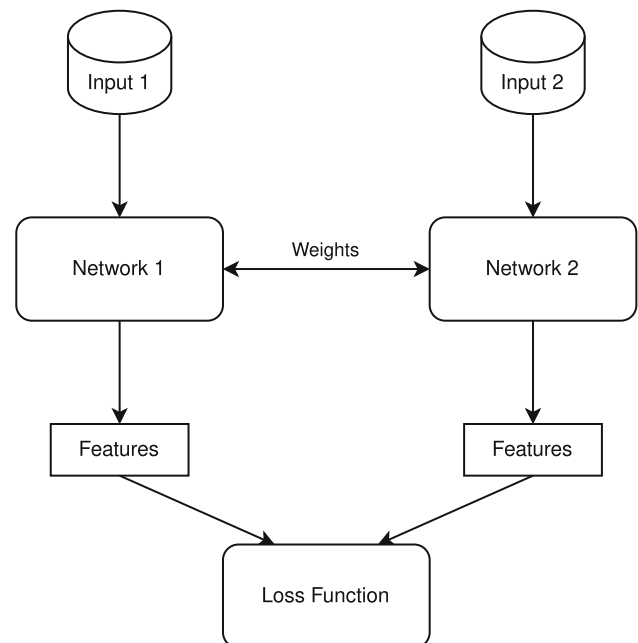 Input 1
Input 2
Weights
Network 1
Network 2
Features
Features
Loss Function